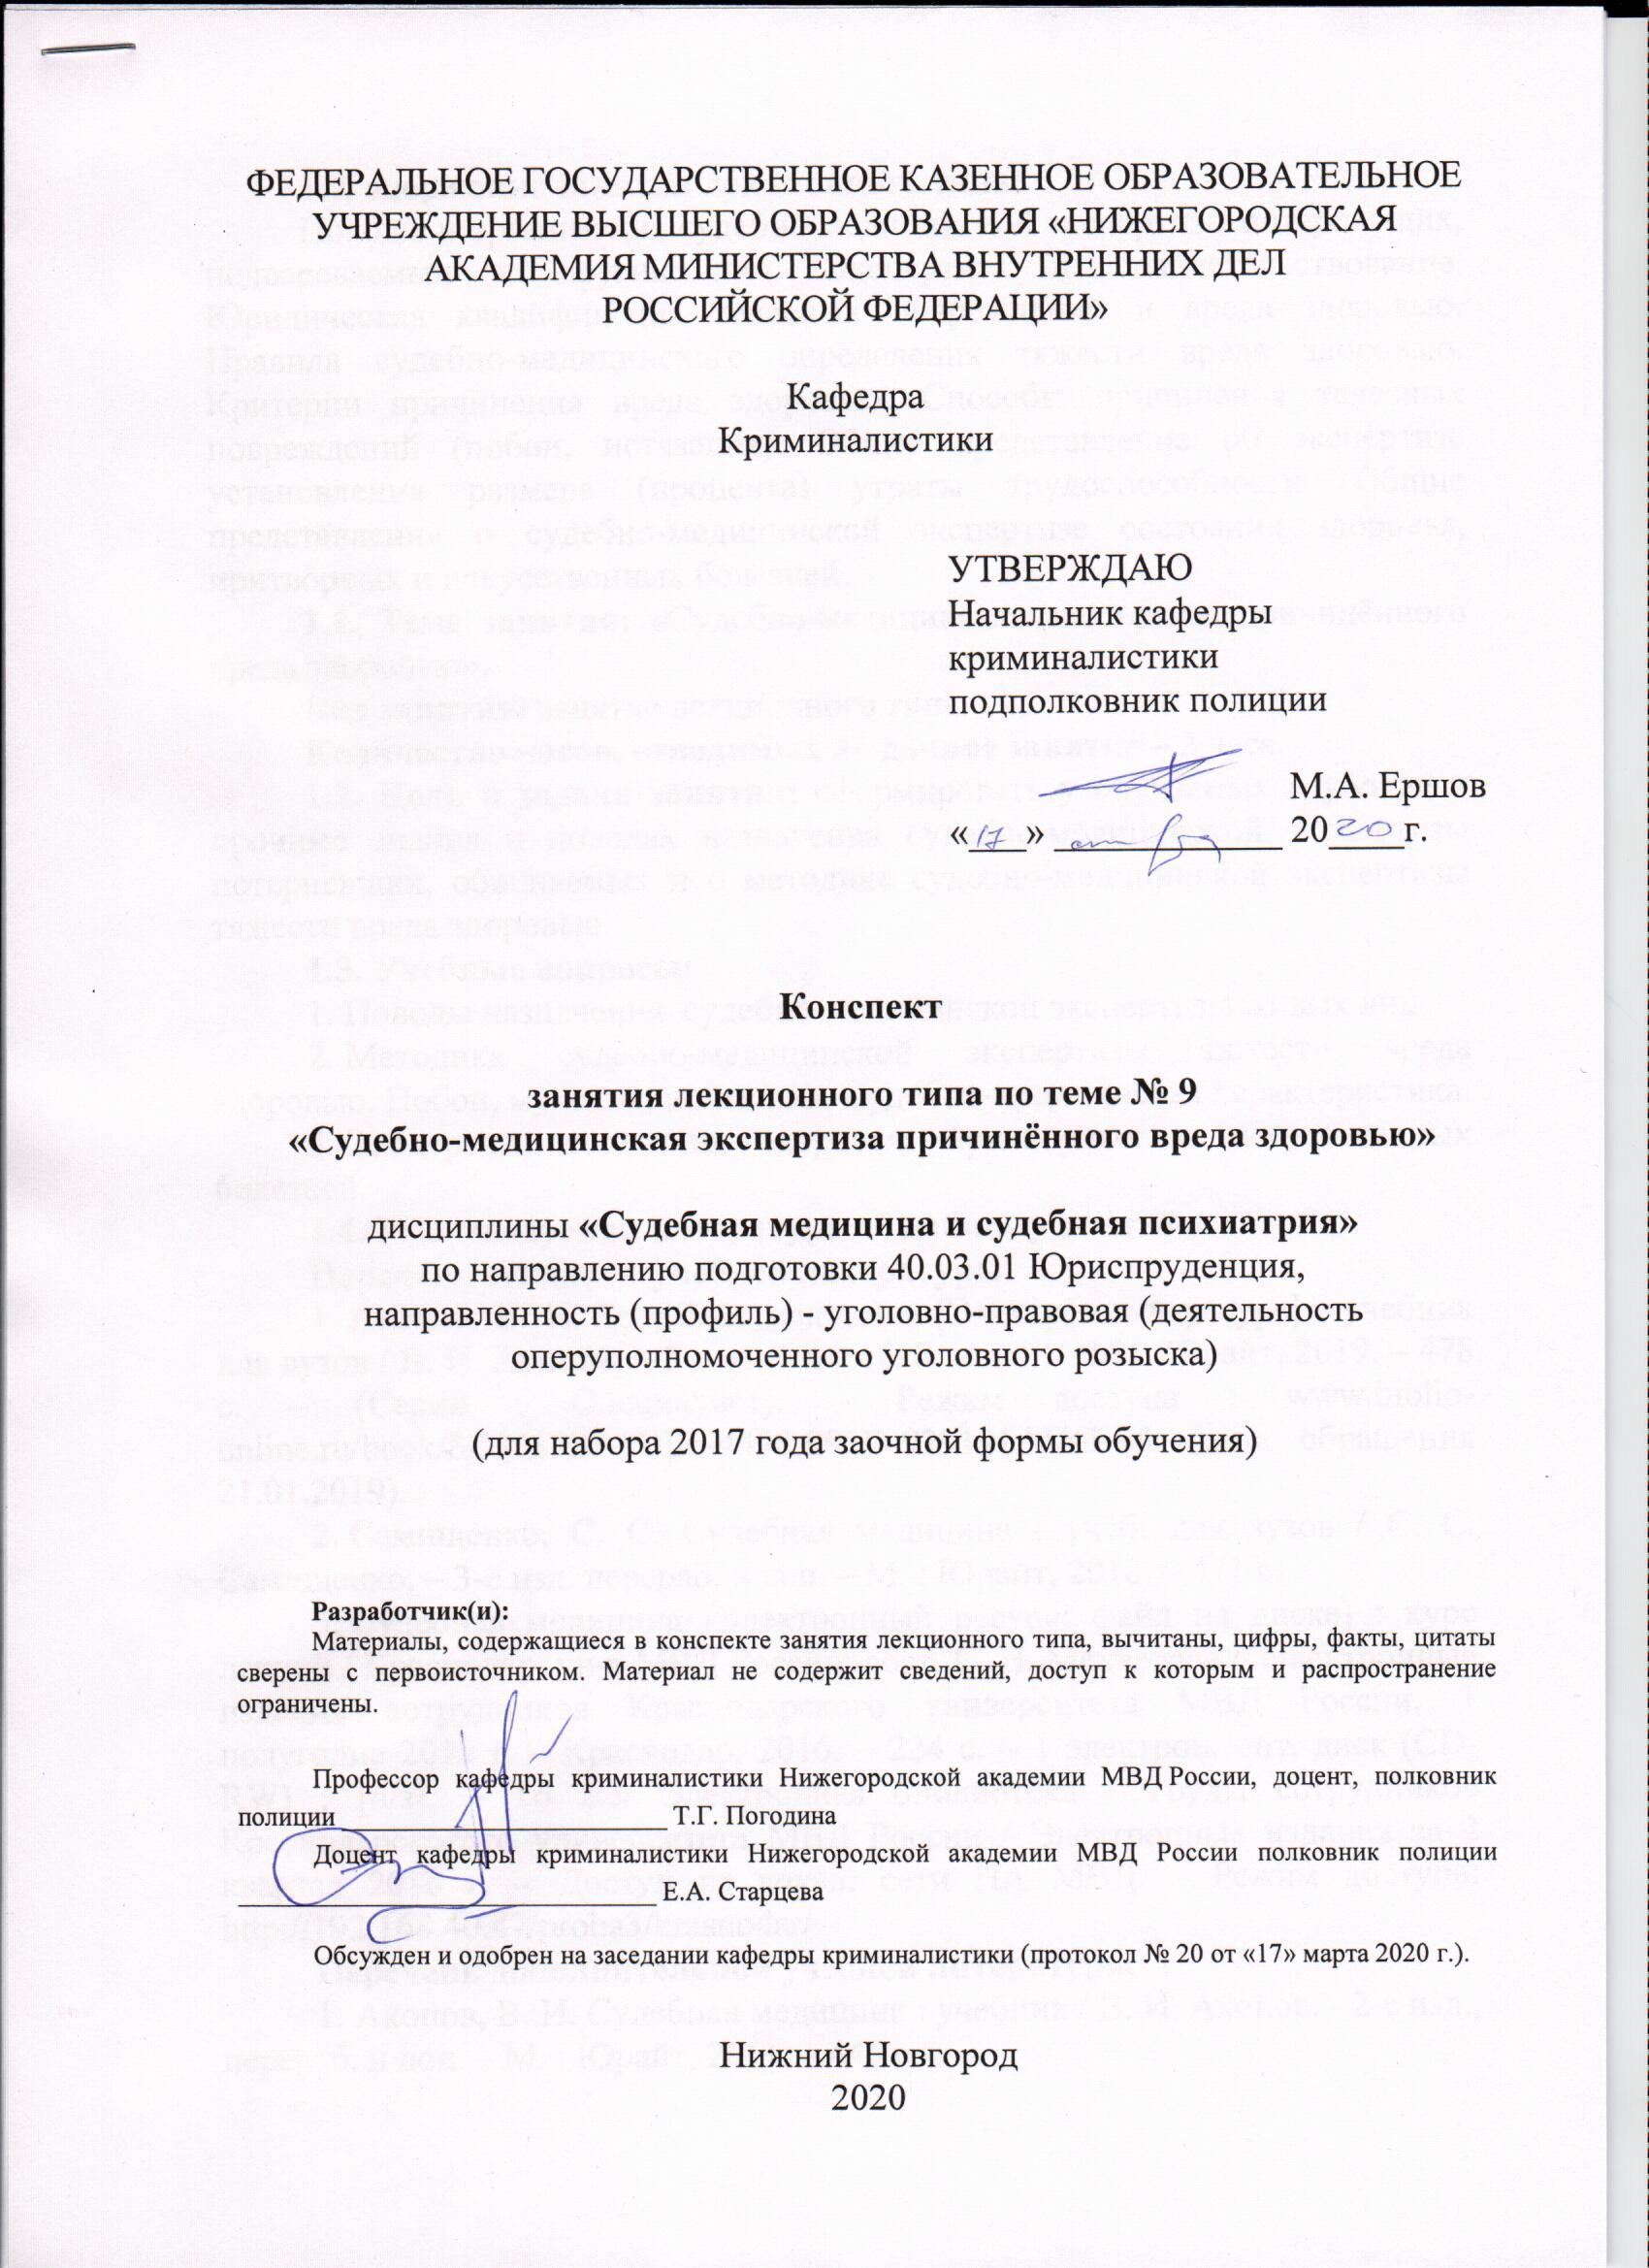 ФЕДЕРАЛЬНОЕ ГОСУДАРСТВЕННОЕ КАЗЕННОЕ ОБРАЗОВАТЕЛЬНОЕ
УЧРЕЖДЕНИЕ ВЫСШЕГО ОБРАЗОВАНИЯ «НИЖЕГОРОДСКАЯ
АКАДЕМИЯ МИНИСТЕРСТВА ВНУТРЕННИХ ДЕЛ
РОССИЙСКОЙ ФЕДЕРАЦИИ»
Кафедра
Криминалистики
УТВЕРЖДАЮ
Начальник кафедры
криминалистики
подполковник полиции
М.А. Ершов
«17» 2020 г.
Конспект
занятия лекционного типа по теме № 9
«Судебно-медицинская экспертиза причинённого вреда здоровью»
дисциплины «Судебная медицина и судебная психиатрия»
по направлению подготовки 40.03.01 Юриспруденция,
направленность (профиль) - уголовно-правовая (деятельность
оперуполномоченного уголовного розыска)
(для набора 2017 года заочной формы обучения)
Разработчик(и):
Материалы, содержащиеся в конспекте занятия лекционного типа, вычитаны, цифры, факты, цитаты
сверены с первоисточником. Материал не содержит сведений, доступ к которым и распространение
ограничены.
Профессор кафедры криминалистики Нижегородской академии МВД России, доцент, полковник
полиции Т.Г. Погодина
Доцент кафедры криминалистики Нижегородской академии МВД России полковник полиции
Е.А. Старцева
Обсужден и одобрен на заседании кафедры криминалистики (протокол № 20 от «17» марта 2020 г.).
Нижний Новгород
2020